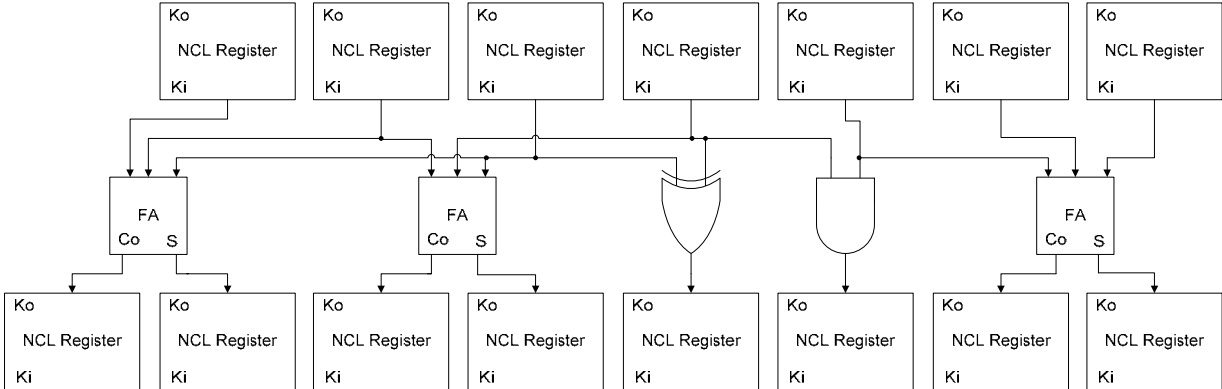 Ko Ko Ko Ko Ko Ko Ko
NCL Register NCL Register NCL Register NCL Register NCL Register NCL Register NCL Register
Ki Ki Ki Ki Ki Ki Ki
FA FA FA
Co S Co S Co S
Ko Ko Ko Ko Ko Ko Ko Ko
NCL Register NCL Register NCL Register NCL Register NCL Register NCL Register NCL Register NCL Register
Ki Ki Ki Ki Ki Ki Ki Ki